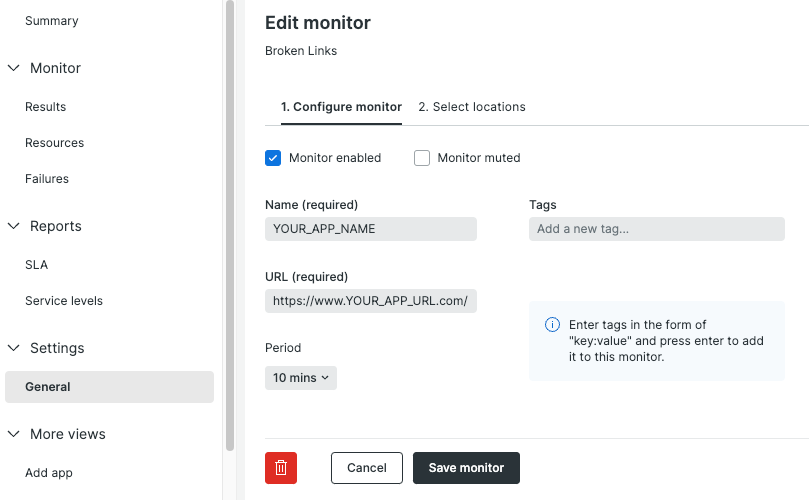 Summary
Monitor
Results
Resources
Failures
Reports
SLA
Service levels
Settings
General
More views
Add app
Edit monitor
Broken Links
1. Configure monitor
2. Select locations
Monitor enabled
Monitor muted
Name (required)
YOUR_APP_NAME
Tags
Add a new tag...
URL (required)
https://www.YOUR_APP_URL.com/
Enter tags in the form of
"key:value" and press enter to add
it to this monitor.
Period
10 mins
Cancel
Save monitor